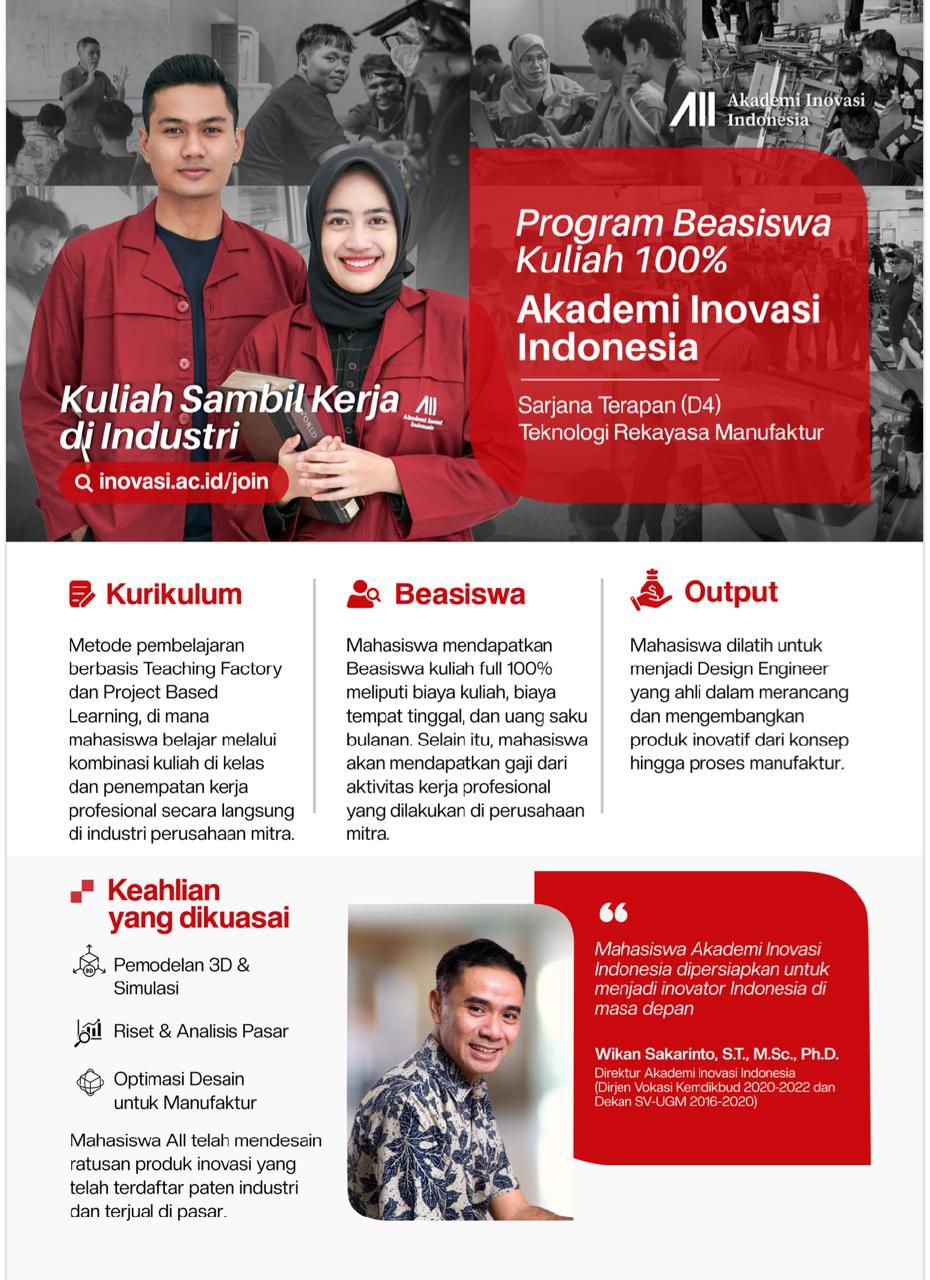 Akademi Inovasi
Indonesia
Program Beasiswa
Kuliah 100%
Akademi Inovasi
Indonesia
Sarjana Terapan (D4)
Teknologi Rekayasa Manufaktur
Kuliah Sambil Kerja
di Industri
inovasi.ac.id/join
WORLD
Akademi Inovasi
Indonesia
Kurikulum
Metode pembelajaran
berbasis Teaching Factory
dan Project Based
Learning, di mana
mahasiswa belajar melalui
kombinasi kuliah di kelas
dan penempatan kerja
profesional secara langsung
di industri perusahaan mitra.
Beasiswa
Mahasiswa mendapatkan
Beasiswa kuliah full 100%
meliputi biaya kuliah, biaya
tempat tinggal, dan uang saku
bulanan. Selain itu, mahasiswa
akan mendapatkan gaji dari
aktivitas kerja profesional
yang dilakukan di perusahaan
mitra.
Output
Mahasiswa dilatih untuk
menjadi Design Engineer
yang ahli dalam merancang
dan mengembangkan
produk inovatif dari konsep
hingga proses manufaktur.
Keahlian
yang dikuasai
3D
Pemodelan 3D &
Simulasi
Riset & Analisis Pasar
Optimasi Desain
untuk Manufaktur
Mahasiswa AII telah mendesain
ratusan produk inovasi yang
telah terdaftar paten industri
dan terjual di pasar.
“
Mahasiswa Akademi Inovasi
Indonesia dipersiapkan untuk
menjadi inovator Indonesia di
masa depan
Wikan Sakarinto, S.T., M.Sc., Ph.D.
Direktur Akademi Inovasi Indonesia
(Dirjen Vokasi Kemdikbud 2020-2022 dan
Dekan SV-UGM 2016-2020)